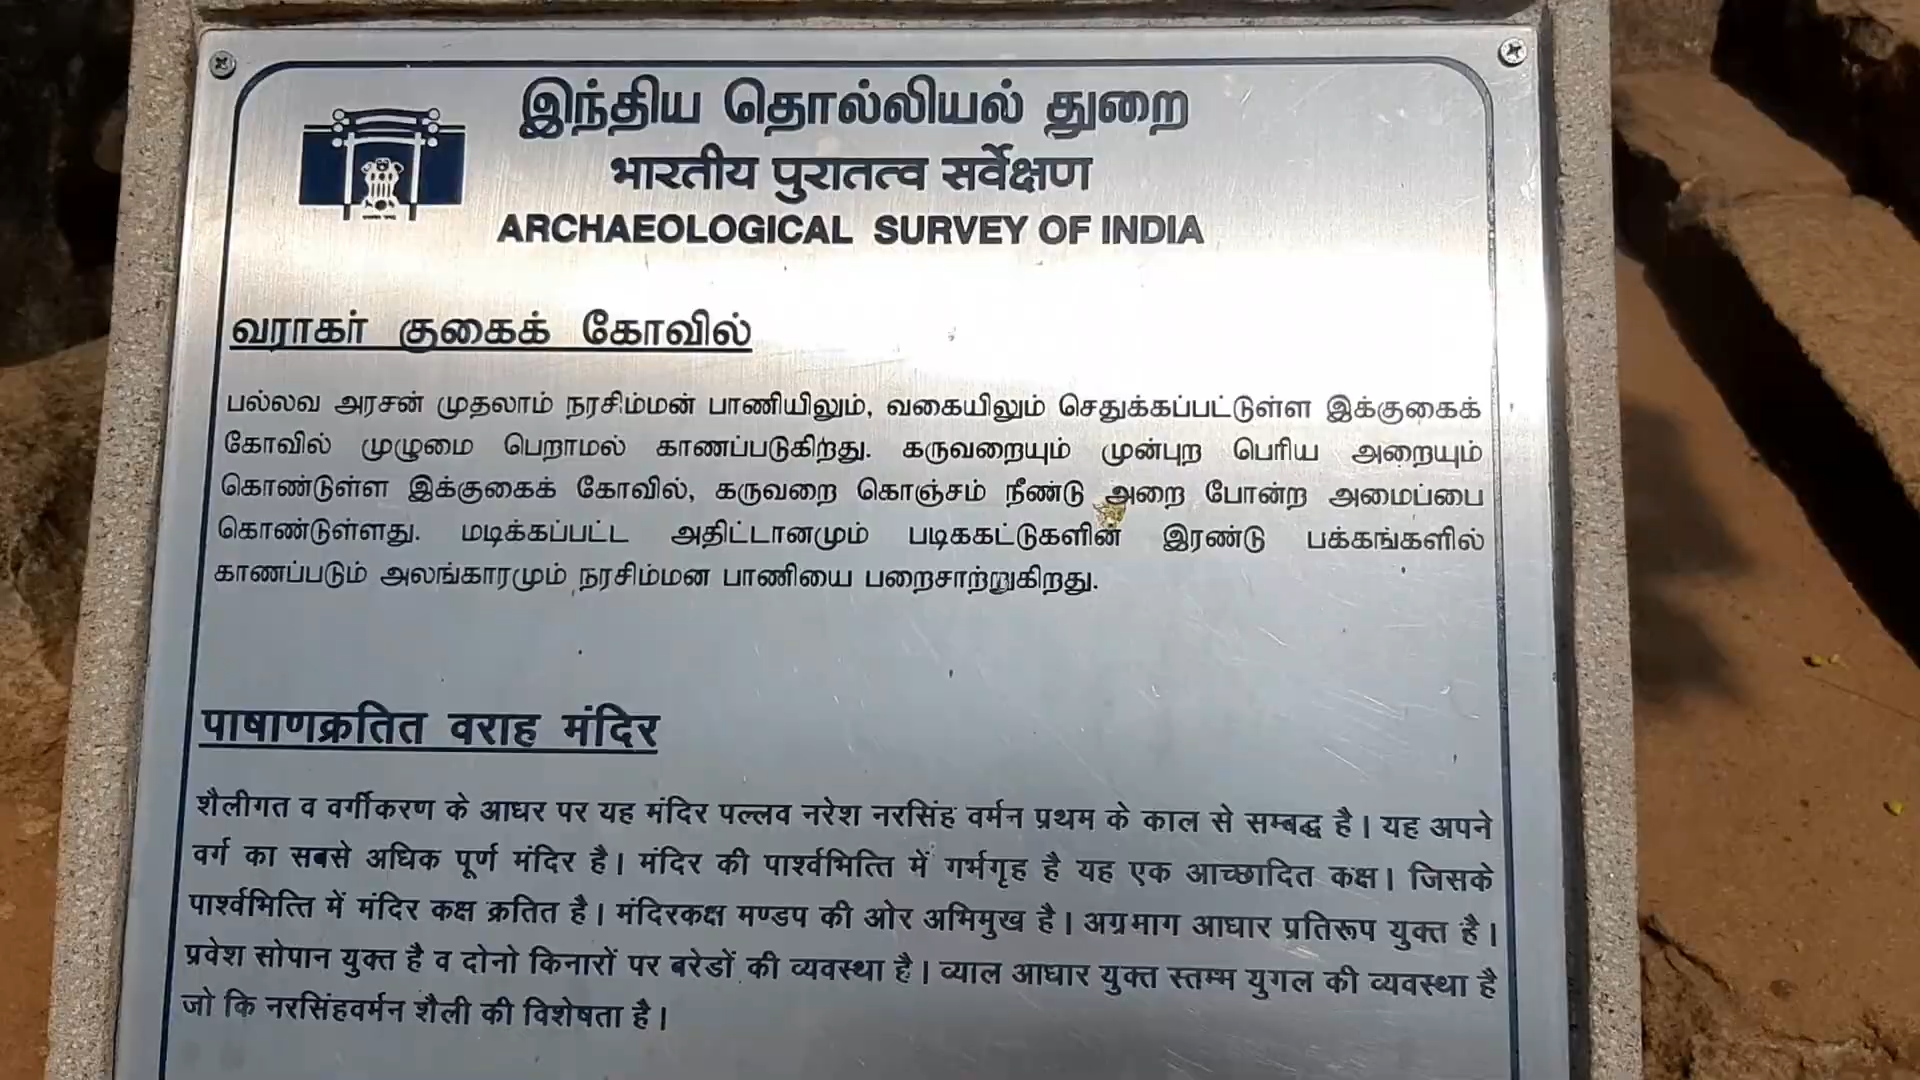 இந்திய தொல்லியல் துறை
भारतीय पुरातत्व सर्वेक्षण
ARCHAEOLOGICAL SURVEY OF INDIA
வராகர் குகைக் கோவில்
பல்லவ அரசன் முதலாம் நரசிம்மன் பாணியிலும், வகையிலும் செதுக்கப்பட்டுள்ள இக்குகைக்
கோவில் முழுமை பெறாமல் காணப்படுகிறது. கருவறையும் முன்புற பெரிய அறையும்
கொண்டுள்ள இக்குகைக் கோவில், கருவறை கொஞ்சம் நீண்டு அறை போன்ற அமைப்பை
கொண்டுள்ளது. மடிக்கப்பட்ட அதிட்டானமும் படிககட்டுகளின் இரண்டு பக்கங்களில்
காணப்படும் அலங்காரமும் நரசிம்மன பாணியை பறைசாற்றுகிறது.
पाषाणक्रतित वराह मंदिर
शैलीगत व वर्गीकरण के आधर पर यह मंदिर पल्लव नरेश नरसिंह वर्मन प्रथम के काल से सम्बद्ध है। यह अपने
वर्ग का सबसे अधिक पूर्ण मंदिर है। मंदिर की पार्श्वभित्ति में गर्भगृह है यह एक आच्छादित कक्ष। जिसके
पार्श्वभित्ति में मंदिर कक्ष क्रतित है। मंदिरकक्ष मण्डप की ओर अभिमुख है। अग्रमाग आधार प्रतिरूप युक्त है।
प्रवेश सोपान युक्त है व दोनो किनारों पर बरेडों की व्यवस्था है। व्याल आधार युक्त स्तम्म युगल की व्यवस्था है
जो कि नरसिंहवर्मन शैली की विशेषता है।